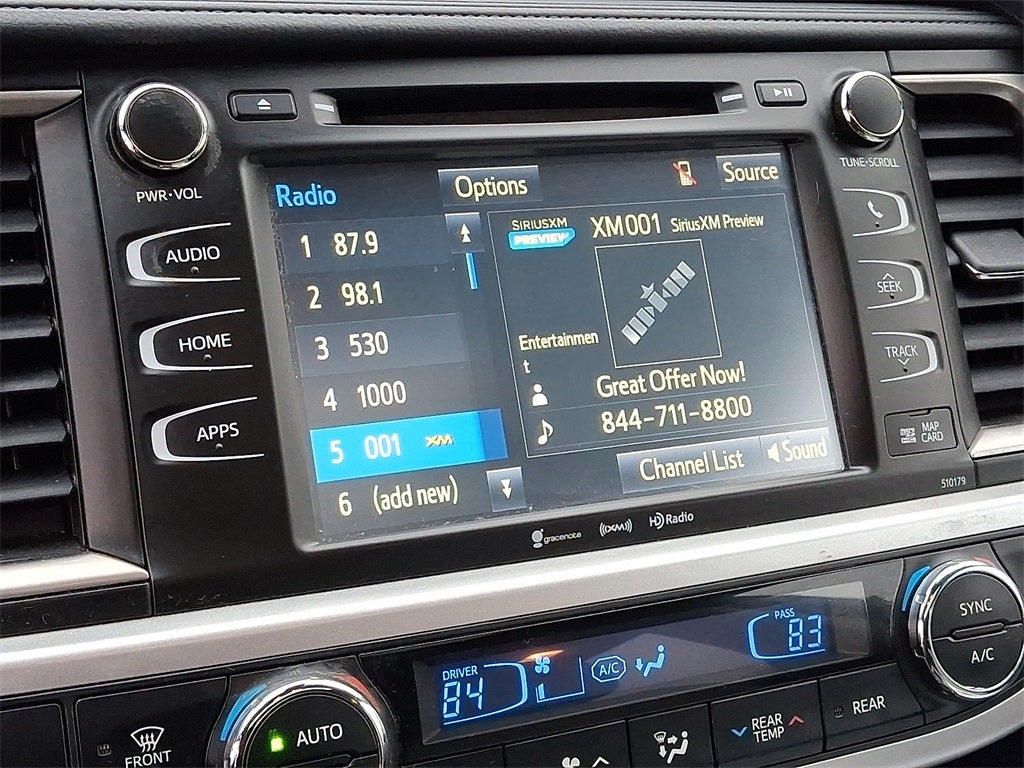 PWR•VOL
TUNE•SCROLL
AUDIO
HOME
APPS
SEEK
TRACK
MAP
CARD
510179
Radio
Options
Source
1 87.9
2 98.1
3 530
4 1000
5 001 XM
6 (add new)
SIRIUSXM
PREVIEW
XM001 SiriusXM Preview
Entertainmen
t
Great Offer Now!
844-711-8800
Channel List
Sound
gracenote
((XM))
HD Radio
DRIVER
84
A/C
PASS
83
SYNC
A/C
FRONT
AUTO
REAR
TEMP
REAR